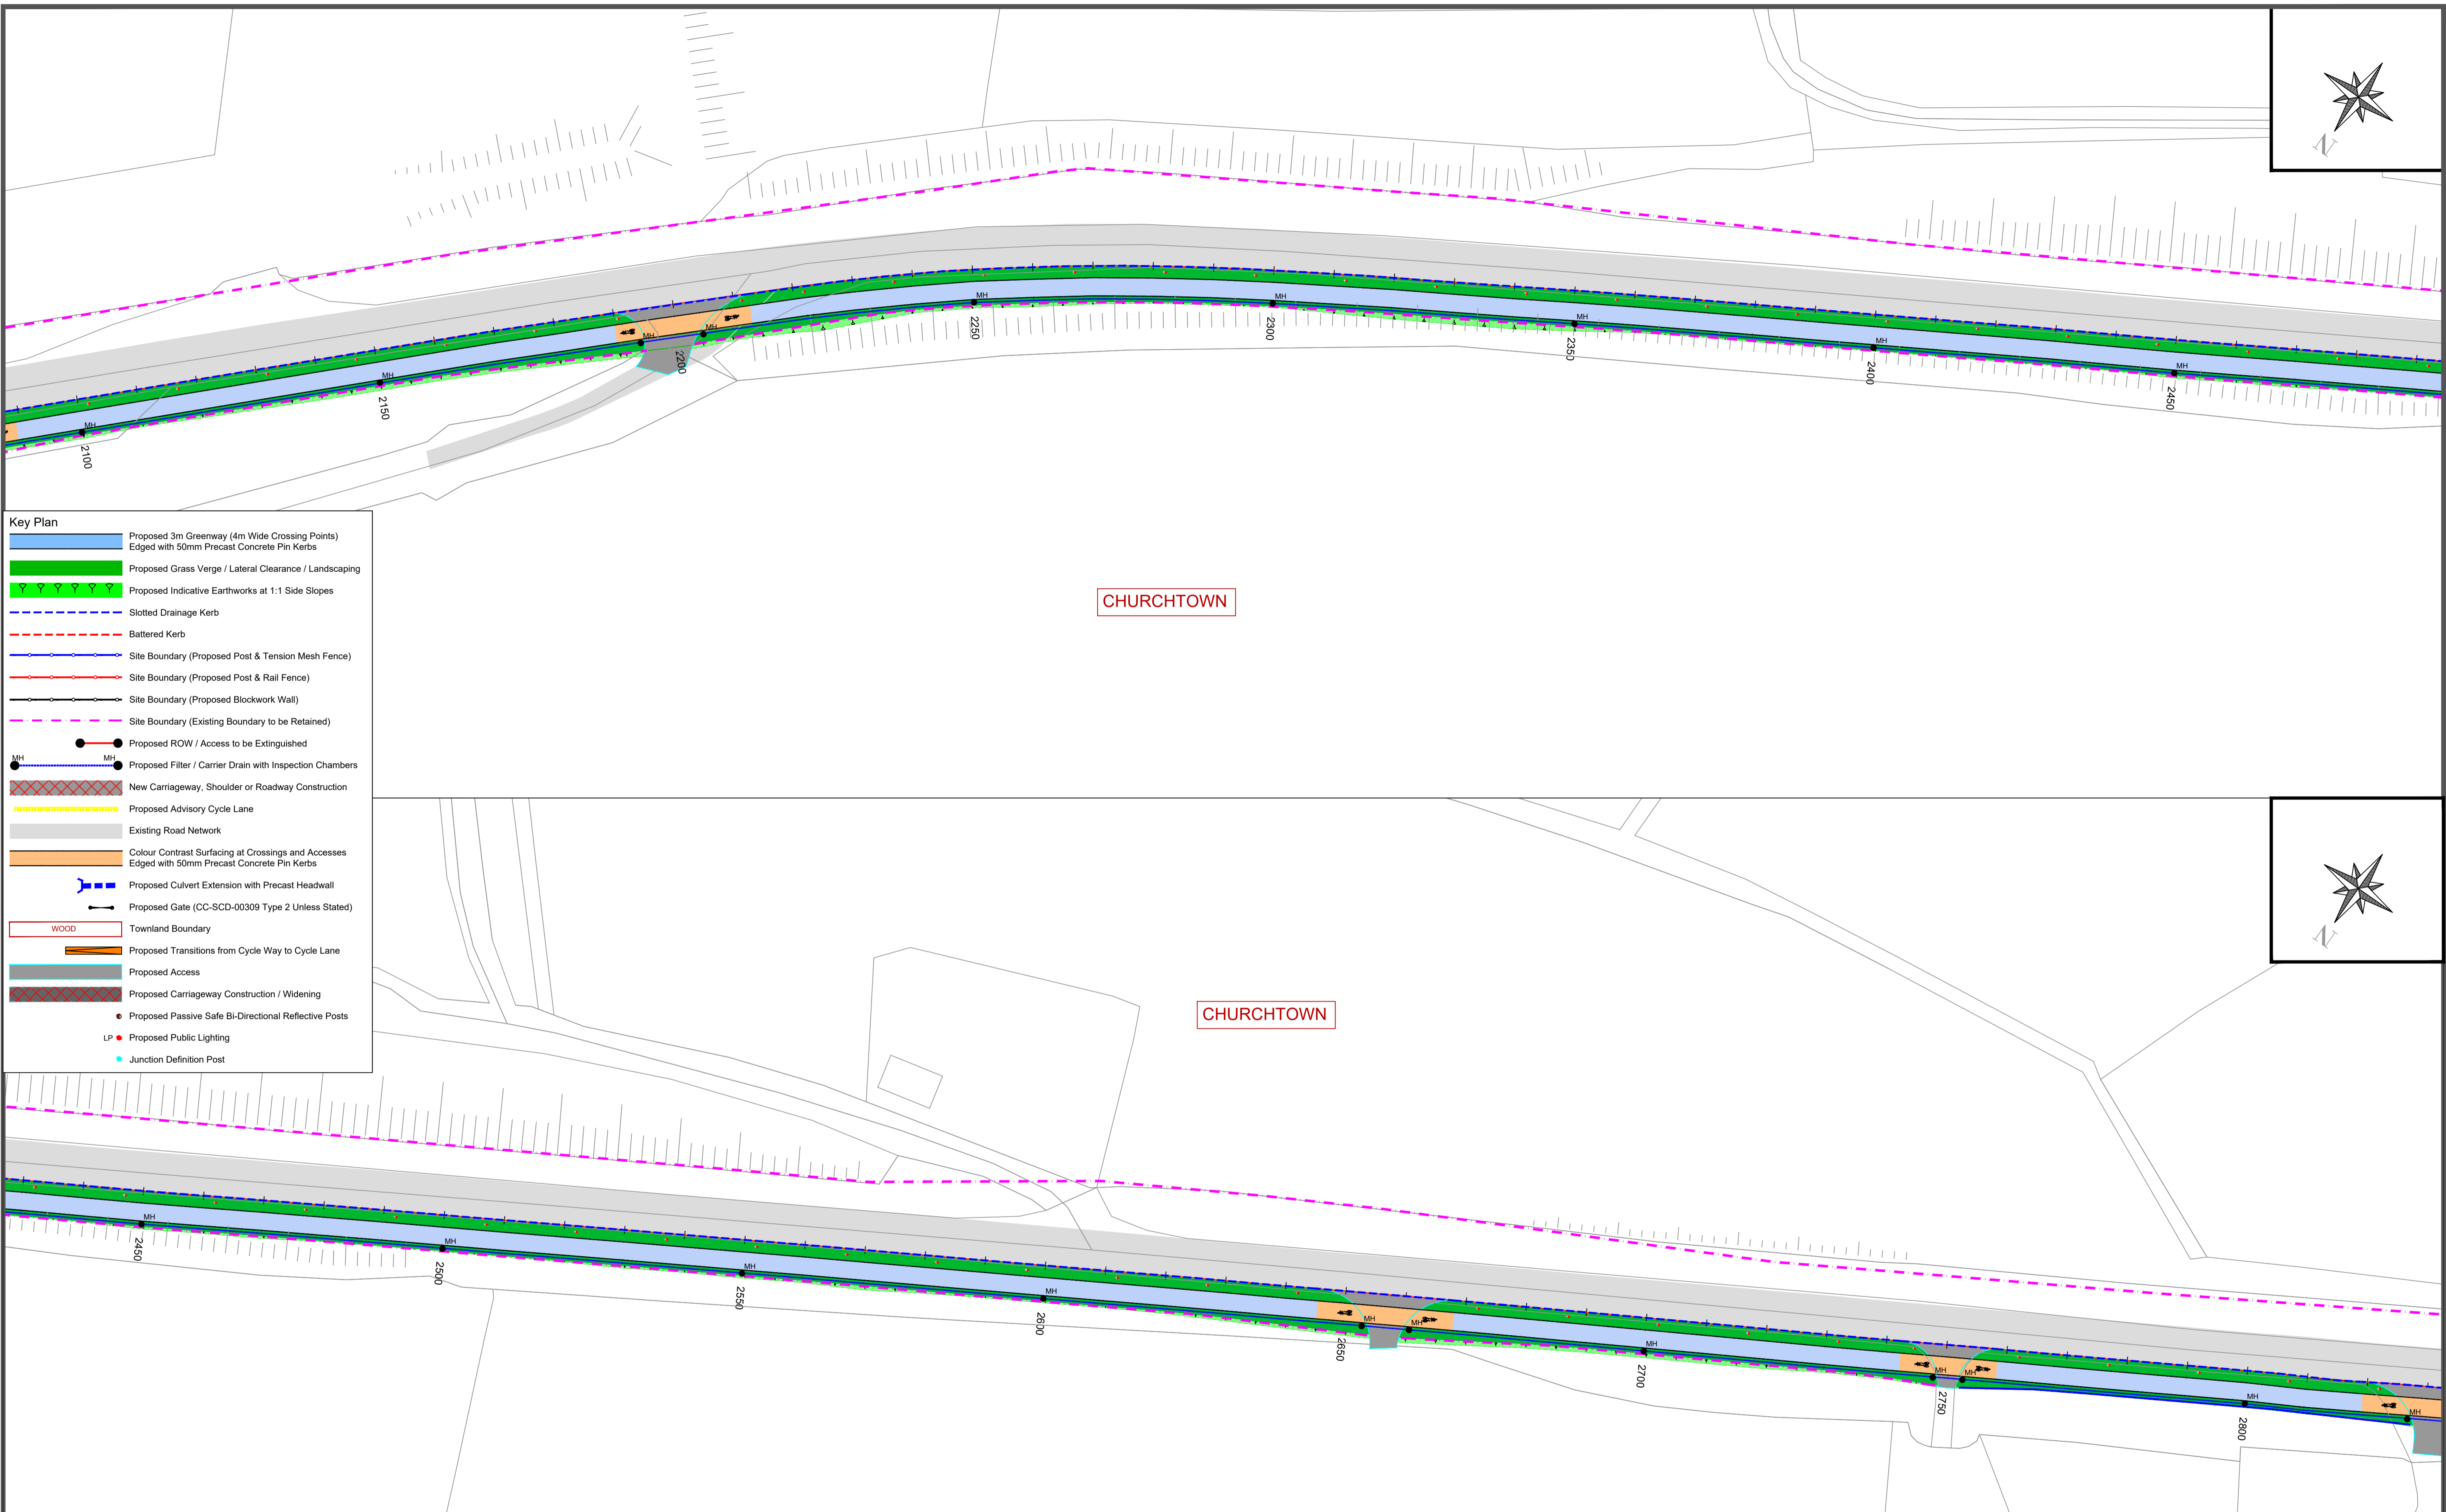 N
MH
MH
MH
MH
MH
MH
MH
MH
MH
2100
2150
2200
2250
2300
2350
2400
2450
CHURCHTOWN
Key Plan
Proposed 3m Greenway (4m Wide Crossing Points)
Edged with 50mm Precast Concrete Pin Kerbs
Proposed Grass Verge / Lateral Clearance / Landscaping
Proposed Indicative Earthworks at 1:1 Side Slopes
Slotted Drainage Kerb
Battered Kerb
Site Boundary (Proposed Post & Tension Mesh Fence)
Site Boundary (Proposed Post & Rail Fence)
Site Boundary (Proposed Blockwork Wall)
Site Boundary (Existing Boundary to be Retained)
Proposed ROW / Access to be Extinguished
MH MH Proposed Filter / Carrier Drain with Inspection Chambers
New Carriageway, Shoulder or Roadway Construction
Proposed Advisory Cycle Lane
Existing Road Network
Colour Contrast Surfacing at Crossings and Accesses
Edged with 50mm Precast Concrete Pin Kerbs
Proposed Culvert Extension with Precast Headwall
Proposed Gate (CC-SCD-00309 Type 2 Unless Stated)
WOOD Townland Boundary
Proposed Transitions from Cycle Way to Cycle Lane
Proposed Access
Proposed Carriageway Construction / Widening
Proposed Passive Safe Bi-Directional Reflective Posts
LP Proposed Public Lighting
Junction Definition Post
N
CHURCHTOWN
MH
MH
MH
MH
MH
MH
MH
MH
MH
MH
MH
2450
2500
2550
2600
2650
2700
2750
2800